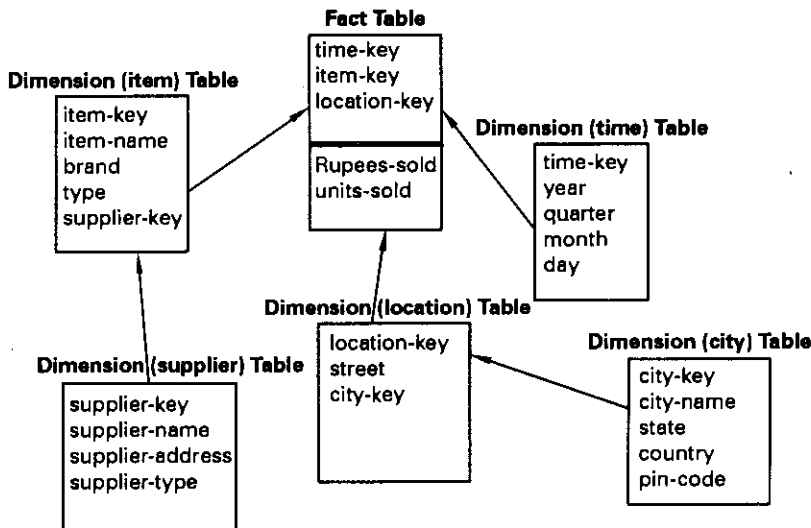 Fact Table
time-key
item-key
location-key
Rupees-sold
units-sold
Dimension (item) Table
item-key
item-name
brand
type
supplier-key
Dimension (time) Table
time-key
year
quarter
month
day
Dimension (location) Table
location-key
street
city-key
Dimension (supplier) Table
supplier-key
supplier-name
supplier-address
supplier-type
Dimension (city) Table
city-key
city-name
state
country
pin-code